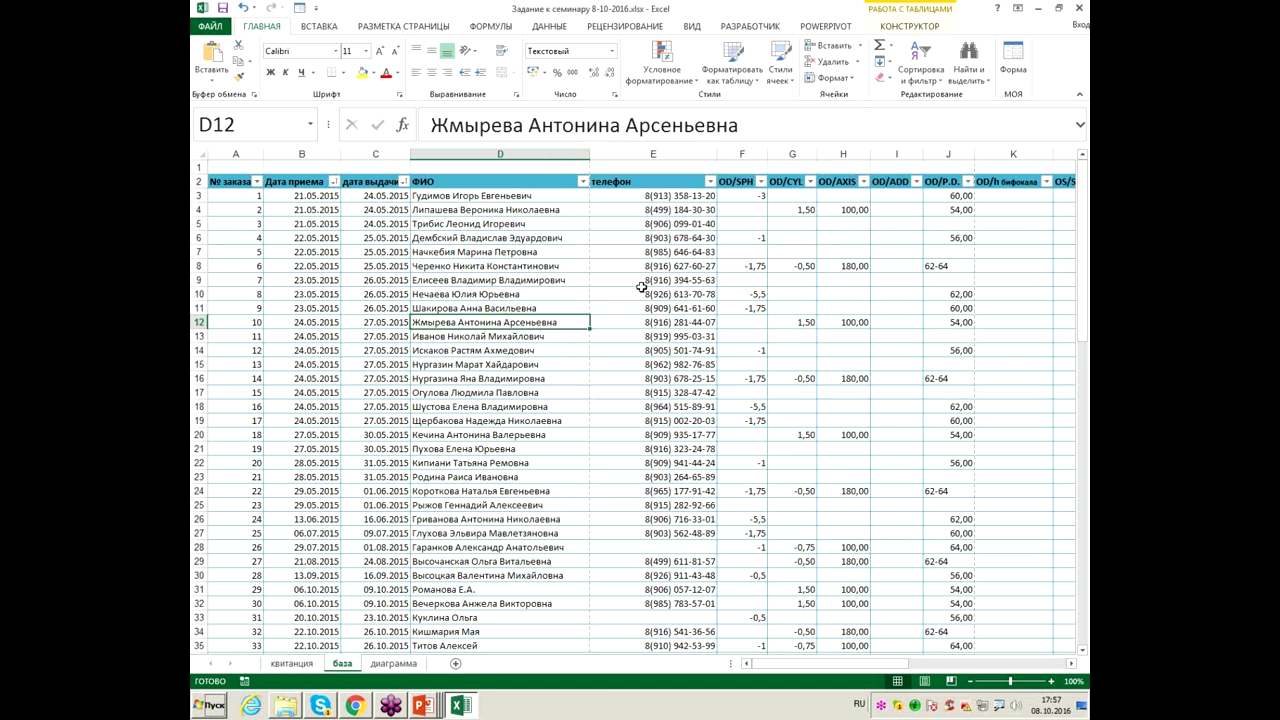 Задание к семинару 8-10-2016.xlsx - Excel
РАБОТА С ТАБЛИЦАМИ
ФАЙЛ ГЛАВНАЯ ВСТАВКА РАЗМЕТКА СТРАНИЦЫ ФОРМУЛЫ ДАННЫЕ РЕЦЕНЗИРОВАНИЕ ВИД РАЗРАБОТЧИК POWERPIVOT КОНСТРУКТОР Вход
Calibri 11 Текстовый Вставить
Удалить
Вставить Ж К Ч % 000 Условное форматирование Форматировать как таблицу Стили ячеек Формат Сортировка и фильтр Найти и выделить Форма
Буфер обмена Шрифт Выравнивание Число Стили Ячейки Редактирование МОЯ
D12 fx Жмырева Антонина Арсеньевна
A B C D E F G H I J K
1
2 № заказа Дата приема дата выдачи ФИО телефон OD/SPH OD/CYL OD/AXIS OD/ADD OD/P.D. OD/h бифокала OS/S
3 1 21.05.2015 24.05.2015 Гудимов Игорь Евгеньевич 8(913) 358-13-20 -3 60,00
4 2 21.05.2015 24.05.2015 Липашева Вероника Николаевна 8(499) 184-30-30 1,50 100,00 54,00
5 3 21.05.2015 24.05.2015 Трибис Леонид Игоревич 8(906) 099-01-40
6 4 22.05.2015 25.05.2015 Дембский Владислав Эдуардович 8(903) 678-64-30 -1 56,00
7 5 22.05.2015 25.05.2015 Начкебия Марина Петровна 8(985) 646-64-83
8 6 22.05.2015 25.05.2015 Черенко Никита Константинович 8(916) 627-60-27 -1,75 -0,50 180,00 62-64
9 7 23.05.2015 26.05.2015 Елисеев Владимир Владимирович 8(916) 394-55-63
10 8 23.05.2015 26.05.2015 Нечаева Юлия Юрьевна 8(926) 613-70-78 -5,5 62,00
11 9 23.05.2015 26.05.2015 Шакирова Анна Васильевна 8(909) 641-61-60 -1,75 60,00
12 10 24.05.2015 27.05.2015 Жмырева Антонина Арсеньевна 8(916) 281-44-07 1,50 100,00 54,00
13 11 24.05.2015 27.05.2015 Иванов Николай Михайлович 8(919) 995-03-31
14 12 24.05.2015 27.05.2015 Искаков Растям Ахмедович 8(905) 501-74-91 -1 56,00
15 13 24.05.2015 27.05.2015 Нургазин Марат Хайдарович 8(962) 982-76-85
16 14 24.05.2015 27.05.2015 Нургазина Яна Владимировна 8(903) 678-25-15 -1,75 -0,50 180,00 62-64
17 15 24.05.2015 27.05.2015 Огулова Людмила Павловна 8(915) 328-47-42
18 16 24.05.2015 27.05.2015 Шустова Елена Владимировна 8(964) 515-89-91 -5,5 62,00
19 17 24.05.2015 27.05.2015 Щербакова Надежда Николаевна 8(915) 002-20-03 -1,75 60,00
20 18 27.05.2015 30.05.2015 Кечина Антонина Валерьевна 8(909) 935-17-77 1,50 100,00 54,00
21 19 27.05.2015 30.05.2015 Пухова Елена Юрьевна 8(916) 323-24-78
22 20 28.05.2015 31.05.2015 Кипиани Татьяна Ремовна 8(909) 941-44-24 -1 56,00
23 21 28.05.2015 31.05.2015 Родина Раиса Ивановна 8(903) 264-65-89
24 22 29.05.2015 01.06.2015 Короткова Наталья Евгеньевна 8(965) 177-91-42 -1,75 -0,50 180,00 62-64
25 23 29.05.2015 01.06.2015 Рыжов Геннадий Алексеевич 8(915) 282-92-66
26 24 13.06.2015 16.06.2015 Гриванова Антонина Николаевна 8(906) 716-33-01 -5,5 62,00
27 25 06.07.2015 09.07.2015 Глухова Эльвира Мавлетзяновна 8(903) 562-48-89 -1,75 60,00
28 26 29.07.2015 01.08.2015 Гаранков Александр Анатольевич -1 -0,75 100,00 64,00
29 27 21.08.2015 24.08.2015 Высочанская Ольга Витальевна 8(499) 611-81-57 -0,50 180,00 62-64
30 28 13.09.2015 16.09.2015 Высоцкая Валентина Михайловна 8(926) 911-43-48 -0,5 56,00
31 29 06.10.2015 09.10.2015 Романова Е.А. 8(906) 057-12-07 1,50 100,00 54,00
32 30 06.10.2015 09.10.2015 Вечеркова Анжела Викторовна 8(985) 783-57-01 1,50 100,00 54,00
33 31 20.10.2015 23.10.2015 Куклина Ольга -0,5 56,00
34 32 22.10.2015 26.10.2015 Кишмария Мая 8(916) 541-36-56 -0,50 180,00 62-64
35 33 22.10.2015 26.10.2015 Титов Алексей 8(910) 942-53-99 -1 -0,75 100,00 64,00
квитанция база диаграмма
ГОТОВО 100%
Пуск RU 17:57
08.10.2016